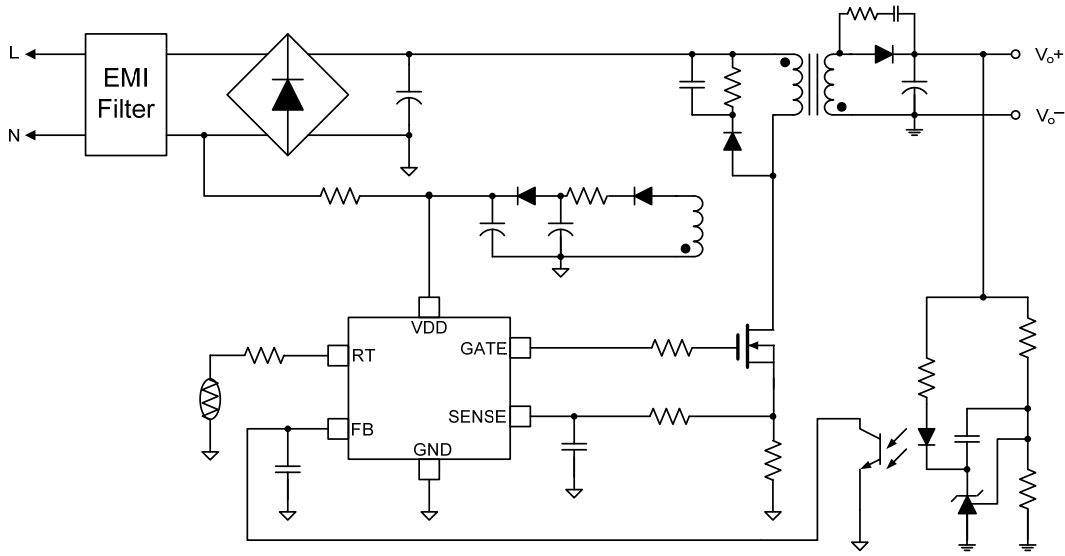 L
EMI
Filter
N
Vo+
Vo−
VDD
RT
GATE
SENSE
FB
GND